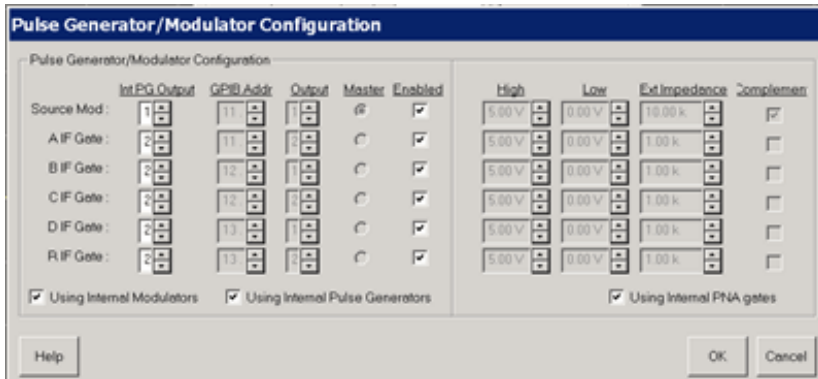 Pulse Generator/Modulator Configuration
Pulse Generator/Modulator Configuration
Int.PG.Output GPIB Addr Output Master Enabled High Low Ext.Impedance Complemen
Source Mod : 1 11 . 1 5.00 V 0.00 V 10.00 k
A IF Gate : 2 11 . 2 5.00 V 0.00 V 1.00 k
B IF Gate : 2 12 . 1 5.00 V 0.00 V 1.00 k
C IF Gate : 2 12 . 2 5.00 V 0.00 V 1.00 k
D IF Gate : 2 13 . 1 5.00 V 0.00 V 1.00 k
R IF Gate : 2 13 . 2 5.00 V 0.00 V 1.00 k
Using Internal Modulators Using Internal Pulse Generators Using Internal PNA gates
Help OK Cancel